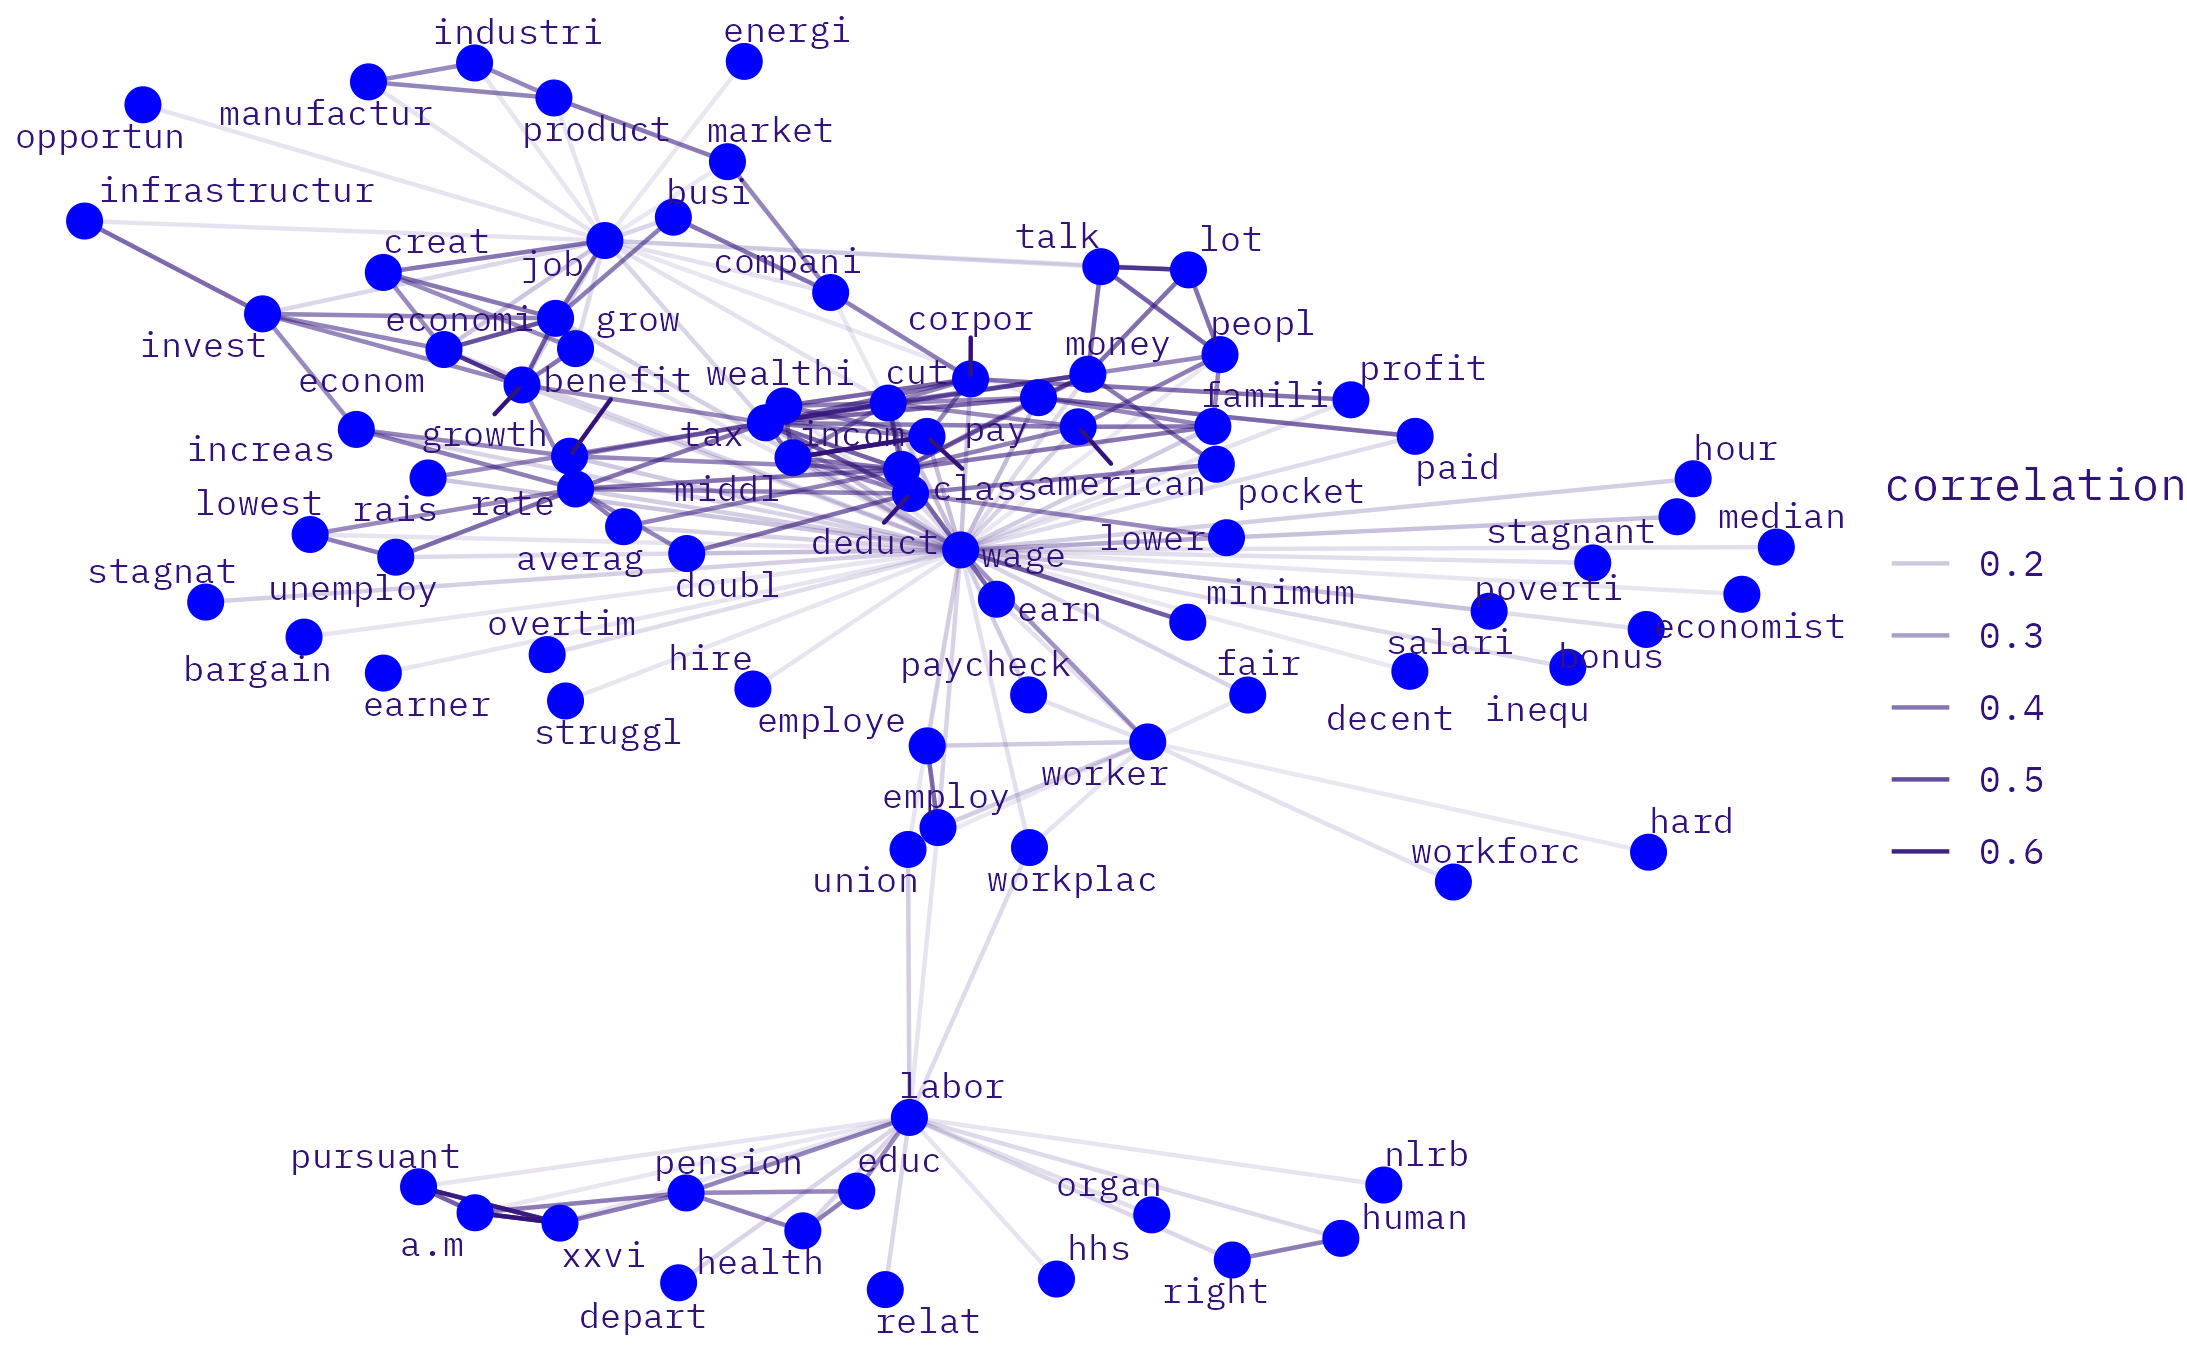 energi
industri
manufactur
product
market
opportun
infrastructur
busi
creat
job
compani
talk
lot
invest
economi
grow
corpor
peopl
money
econom
benefit
wealthi
cut
profit
famili
increas
growth
tax
incom
pay
hour
paid
lowest
rais
rate
middl
class
american
pocket
correlation
stagnant
median
averag
deduct
wage
lower
stagnat
unemploy
doubl
poverti
0.2
minimum
earn
overtim
economist
0.3
bargain
hire
paycheck
fair
salari
bonus
earner
struggl
employe
decent
inequ
0.4
worker
employ
0.5
hard
union
workplac
workforc
0.6
labor
pursuant
pension
educ
organ
nlrb
a.m
xxvi
health
hhs
human
depart
relat
right